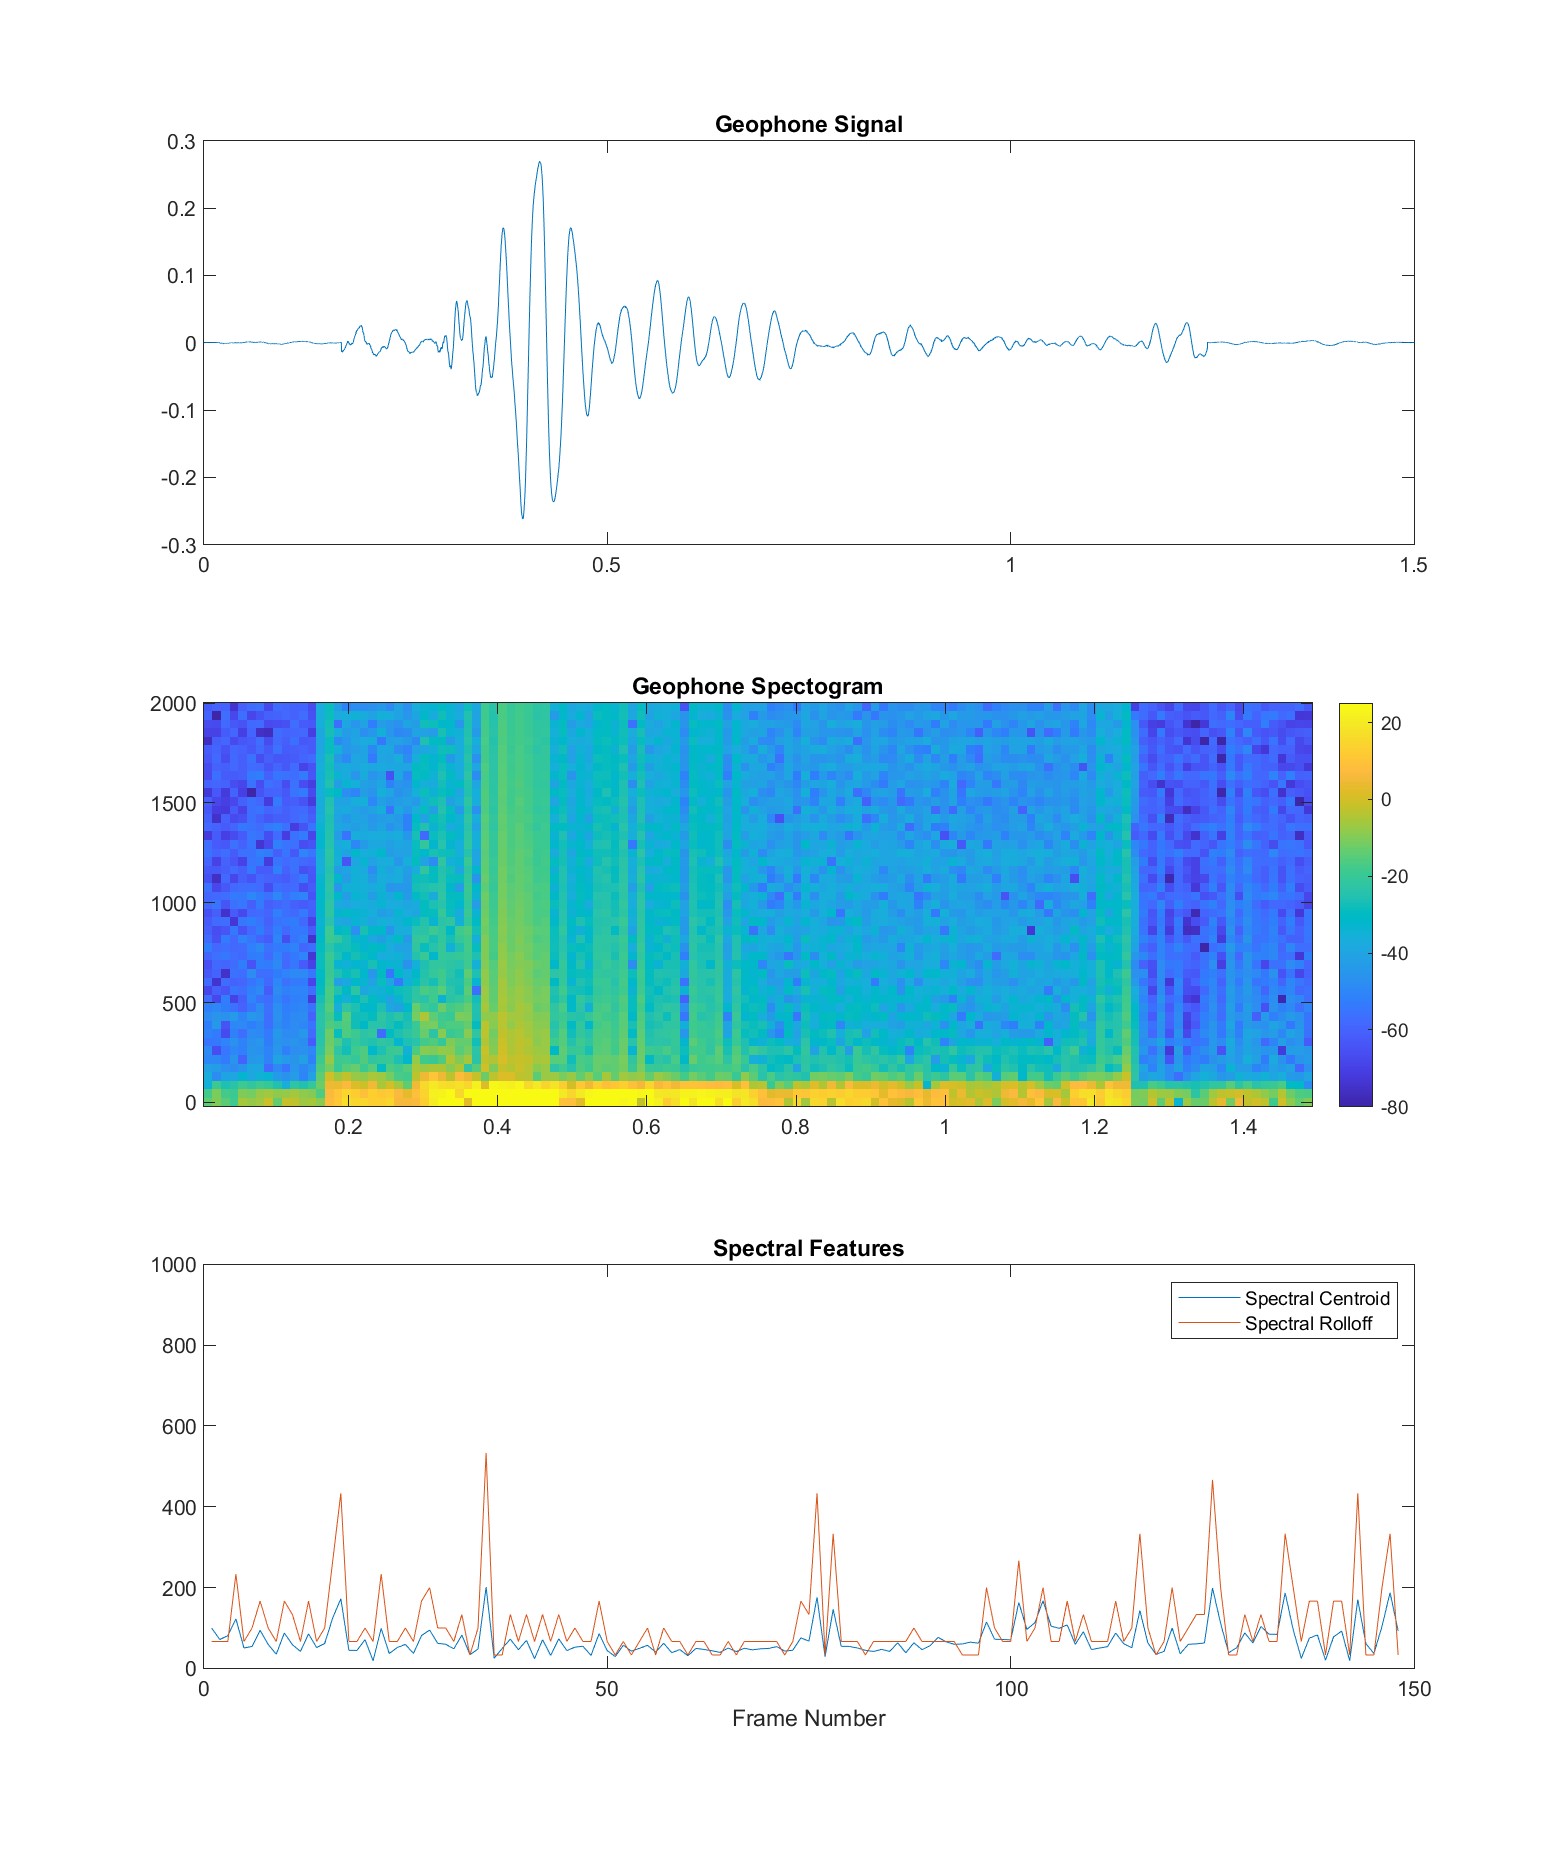 Geophone Signal
0.3
0.2
0.1
0
-0.1
-0.2
-0.3
0 0.5 1 1.5
Geophone Spectogram
2000
1500
1000
500
0
0.2 0.4 0.6 0.8 1 1.2 1.4
20
0
-20
-40
-60
-80
Spectral Features
1000
800
600
400
200
0
Spectral Centroid
Spectral Rolloff
0 50 100 150
Frame Number